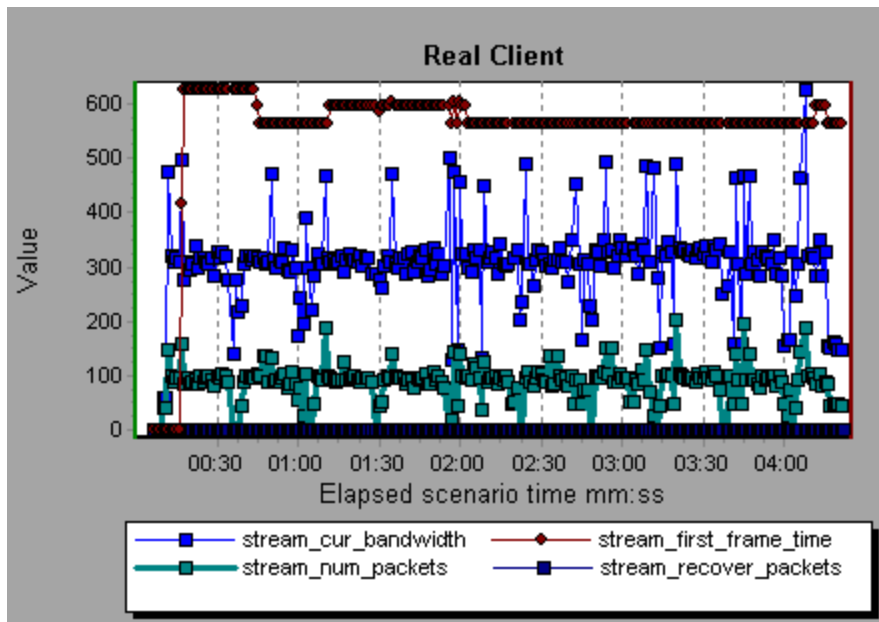 Real Client
Value
600
500
400
300
200
100
0
00:30 01:00 01:30 02:00 02:30 03:00 03:30 04:00
Elapsed scenario time mm:ss
stream_cur_bandwidth stream_first_frame_time
stream_num_packets stream_recover_packets